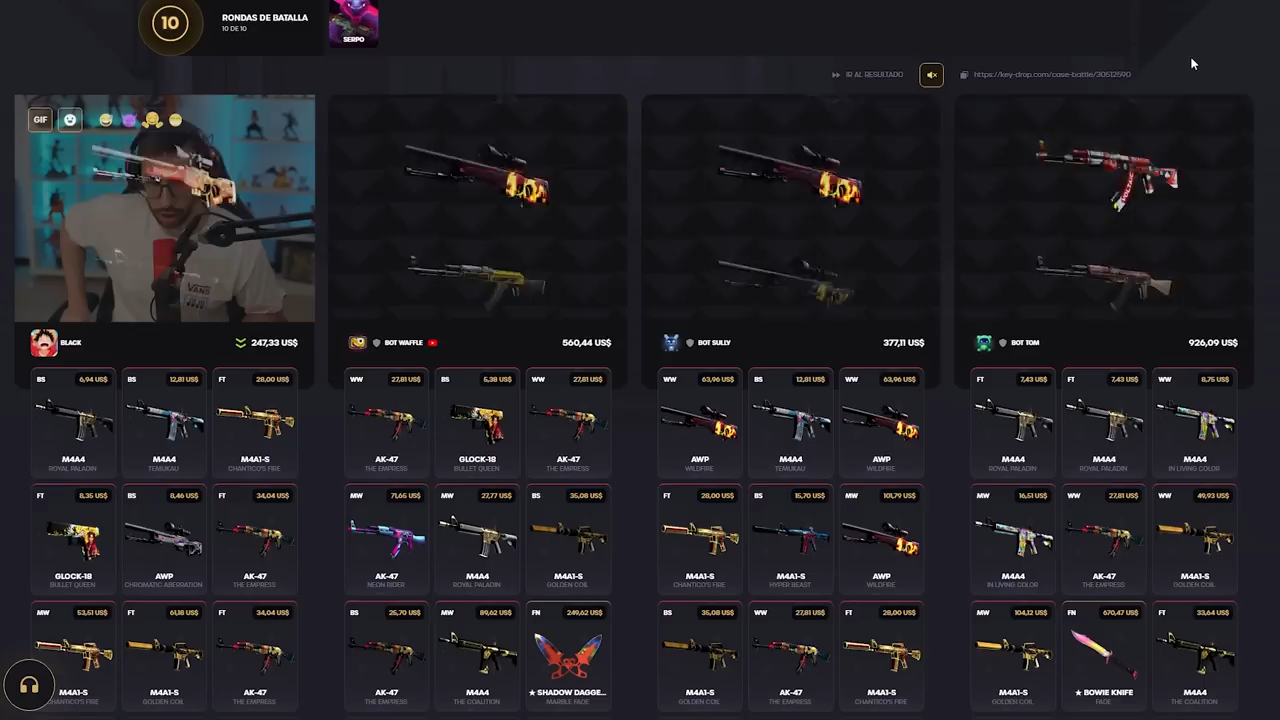 10
RONDAS DE BATALLA
10 DE 10
SERPO
IR AL RESULTADO
https://key-drop.com/case-battle/30512590
GIF
VANS
BLACK
247,33 US$
BOT WAFFLE
560,44 US$
BOT SULLY
377,11 US$
BOT TOM
926,09 US$
BS 6,94 US$ BS 12,81 US$ FT 28,00 US$ WW 27,81 US$ BS 5,38 US$ WW 27,81 US$ WW 63,96 US$ BS 12,81 US$ WW 63,96 US$ FT 7,43 US$ FT 7,43 US$ WW 8,75 US$
M4A4 M4A4 M4A1-S AK-47 GLOCK-18 AK-47 AWP M4A4 AWP M4A4 M4A4 M4A4
ROYAL PALADIN TEMUKAU CHANTICO'S FIRE THE EMPRESS BULLET QUEEN THE EMPRESS WILDFIRE TEMUKAU WILDFIRE ROYAL PALADIN ROYAL PALADIN IN LIVING COLOR
FT 8,35 US$ BS 8,46 US$ FT 34,04 US$ MW 71,65 US$ MW 27,77 US$ BS 35,08 US$ FT 28,00 US$ BS 15,70 US$ MW 101,79 US$ MW 16,51 US$ WW 27,81 US$ WW 49,93 US$
GLOCK-18 AWP AK-47 AK-47 M4A4 M4A1-S M4A1-S M4A1-S AWP M4A4 AK-47 M4A1-S
BULLET QUEEN CHROMATIC ABERRATION THE EMPRESS NEON RIDER ROYAL PALADIN GOLDEN COIL CHANTICO'S FIRE HYPER BEAST WILDFIRE IN LIVING COLOR THE EMPRESS GOLDEN COIL
MW 53,51 US$ FT 61,18 US$ FT 34,04 US$ BS 25,70 US$ MW 89,62 US$ FN 249,62 US$ BS 35,08 US$ WW 27,81 US$ FT 28,00 US$ MW 104,12 US$ FN 670,47 US$ FT 33,64 US$
M4A1-S M4A1-S AK-47 AK-47 M4A4 ★ SHADOW DAGGE... M4A1-S AK-47 M4A1-S M4A1-S ★ BOWIE KNIFE M4A4
CHANTICO'S FIRE GOLDEN COIL THE EMPRESS THE EMPRESS THE COALITION MARBLE FADE GOLDEN COIL THE EMPRESS CHANTICO'S FIRE GOLDEN COIL FADE THE COALITION